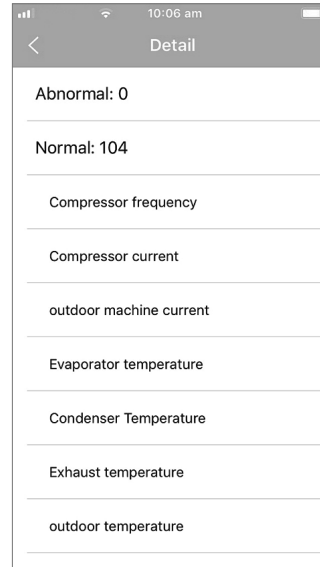 10:06 am
Detail
Abnormal: 0
Normal: 104
Compressor frequency
Compressor current
outdoor machine current
Evaporator temperature
Condenser Temperature
Exhaust temperature
outdoor temperature